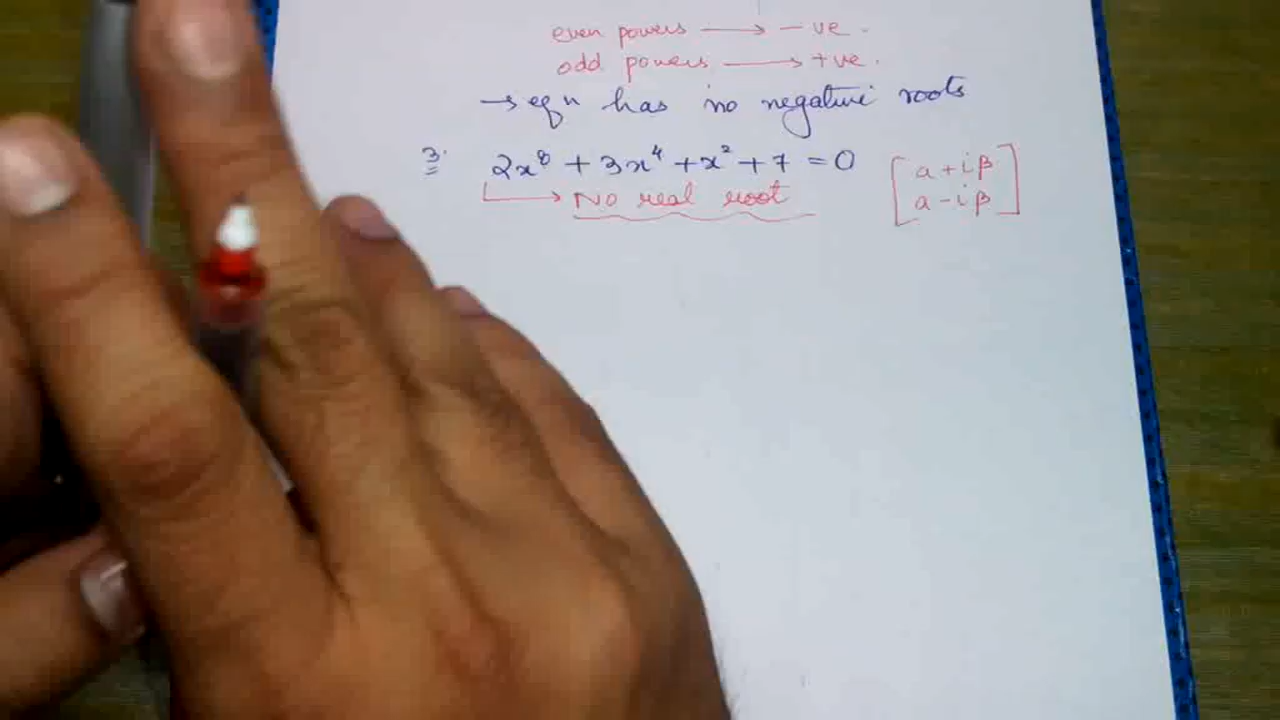 even powers → -ve.
odd powers → +ve.
→ eqn has no negative roots
3. 2x⁸ + 3x⁴ + x² + 7 = 0 [a + iβ
→ No real root a - iβ]